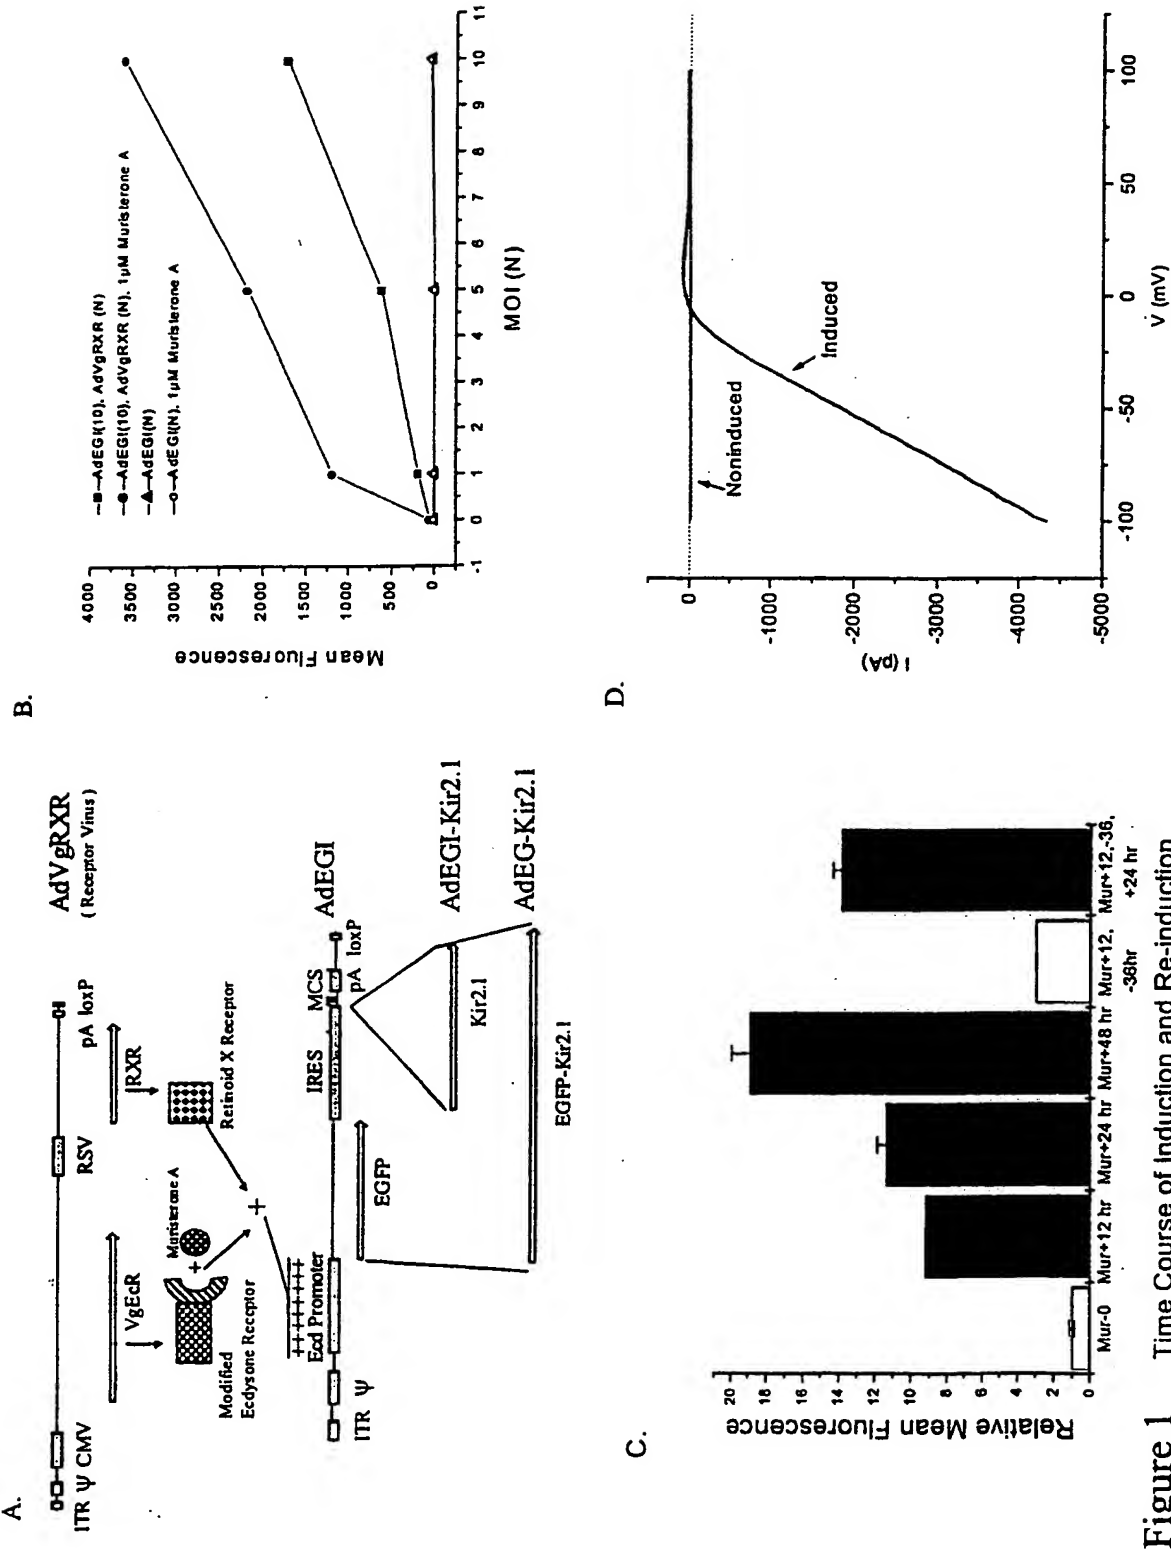 A.
ITR Ψ CMV
RSV
pA loxP
AdVgRXR
( Receptor Virus )
VgEcR
RXR
Muristerone A
+
Modified
Ecdysone Receptor
Retinoid X Receptor
+
Ecd Promoter
ITR Ψ
IRES
MCS
pA loxP
AdEGI
EGFP
Kir2.1
AdEGI-Kir2.1
EGFP-Kir2.1
AdEG-Kir2.1
B.
Mean Fluorescence
4000
3500
3000
2500
2000
1500
1000
500
0
AdEGI(10), AdVgRXR (N)
AdEGI(10), AdVgRXR (N), 1μM Muristerone A
AdEGI(N)
AdEGI(N), 1μM Muristerone A
-1 0 1 2 3 4 5 6 7 8 9 10 11
MOI (N)
C.
Relative Mean Fluorescence
20
18
16
14
12
10
8
6
4
2
0
Mur-0
Mur+12 hr
Mur+24 hr
Mur+48 hr
Mur+12,
-36hr
Mur+12,-36,
+24 hr
Time Course of Induction and Re-induction
D.
I (pA)
0
-1000
-2000
-3000
-4000
-5000
Noninduced
Induced
-100 -50 0 50 100
V (mV)
Figure 1